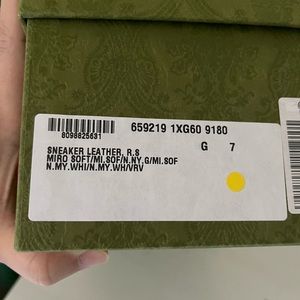 8098825631
659219 1XG60 9180
G 7
SNEAKER LEATHER, R.S
MIRO SOFT/MI.SOF/N.NY.G/MI.SOF
N.MY.WHI/N.MY.WH/VRV